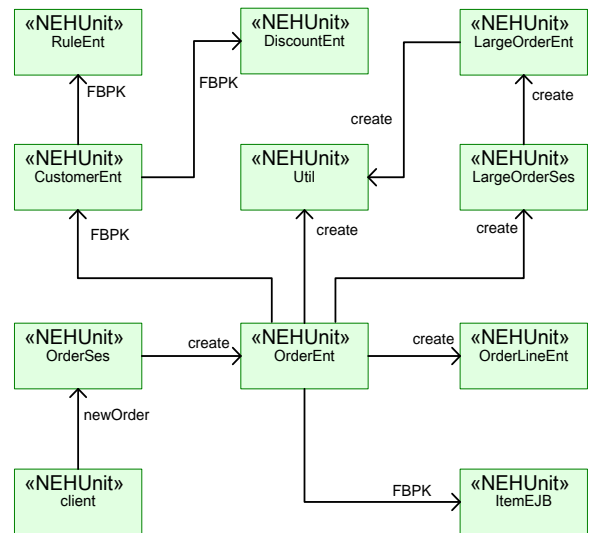 «NEHUnit»
RuleEnt
«NEHUnit»
DiscountEnt
«NEHUnit»
LargeOrderEnt
FBPK
FBPK
create
create
«NEHUnit»
CustomerEnt
«NEHUnit»
Util
«NEHUnit»
LargeOrderSes
FBPK
create
create
«NEHUnit»
OrderSes
create
«NEHUnit»
OrderEnt
create
«NEHUnit»
OrderLineEnt
newOrder
«NEHUnit»
client
FBPK
«NEHUnit»
ItemEJB